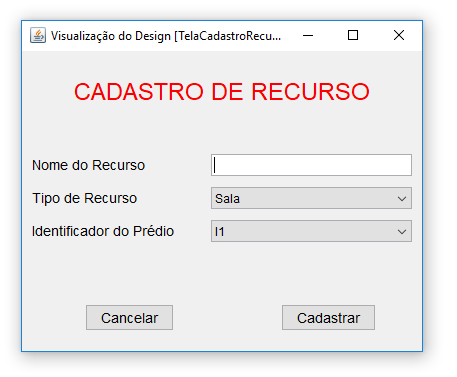 Visualização do Design [TelaCadastroRecu...
CADASTRO DE RECURSO
Nome do Recurso
Tipo de Recurso Sala
Identificador do Prédio I1
Cancelar Cadastrar